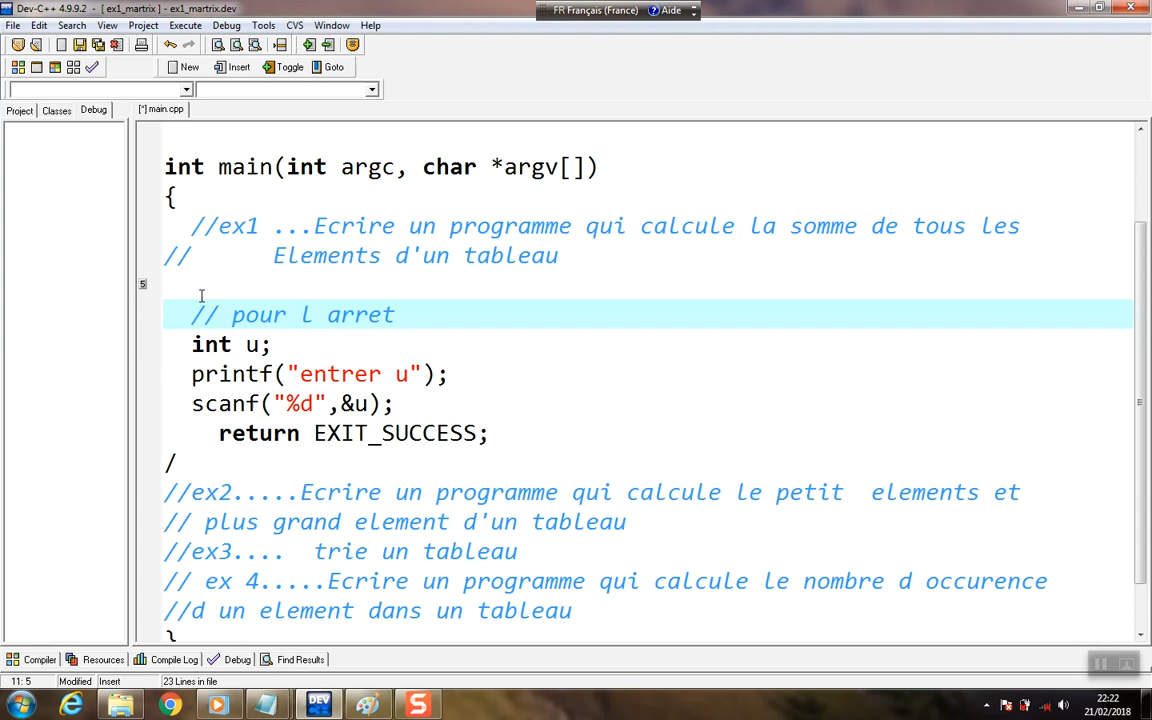 Dev-C++ 4.9.9.2 - [ ex1_martrix ] - ex1_martrix.dev
FR Français (France) Aide
File Edit Search View Project Execute Debug Tools CVS Window Help
New Insert Toggle Goto
Project Classes Debug [*] main.cpp
int main(int argc, char *argv[])
{
//ex1 ...Ecrire un programme qui calcule la somme de tous les
// Elements d'un tableau
5
// pour l arret
int u;
printf("entrer u");
scanf("%d",&u);
return EXIT_SUCCESS;
/
//ex2.....Ecrire un programme qui calcule le petit elements et
// plus grand element d'un tableau
//ex3.... trie un tableau
// ex 4.....Ecrire un programme qui calcule le nombre d occurence
//d un element dans un tableau
}
Compiler Resources Compile Log Debug Find Results
11: 5 Modified Insert 23 Lines in file
DEV
S
22:22
21/02/2018